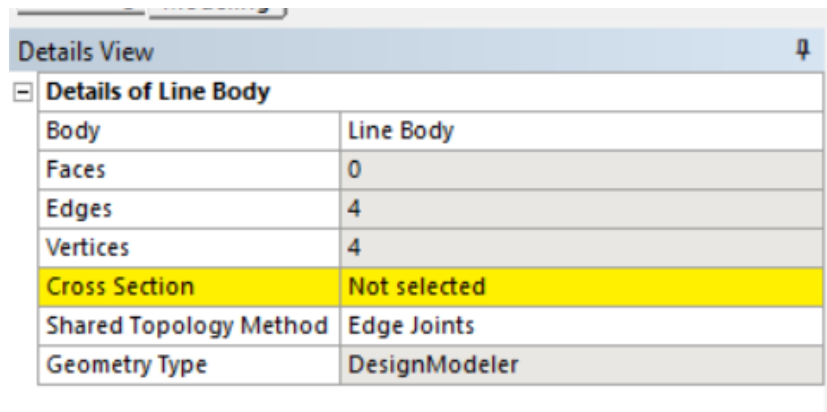 Details View
Details of Line Body
Body Line Body
Faces 0
Edges 4
Vertices 4
Cross Section Not selected
Shared Topology Method Edge Joints
Geometry Type DesignModeler